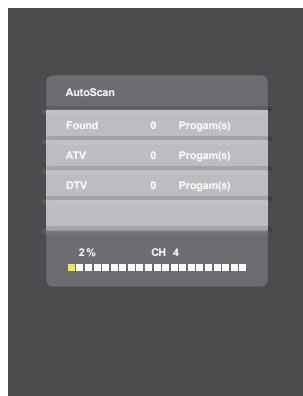 AutoScan
Found 0 Progam(s)
ATV 0 Progam(s)
DTV 0 Progam(s)
2% CH 4